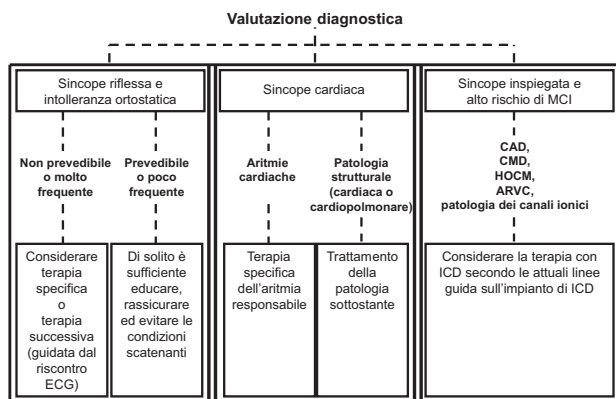 Valutazione diagnostica
Sincope riflessa e
intolleranza ortostatica
Non prevedibile
o molto
frequente
Prevedibile
o poco
frequente
Considerare
terapia
specifica
o
terapia
successiva
(guidata dal
riscontro
ECG)
Di solito è
sufficiente
educare,
rassicurare
ed evitare le
condizioni
scatenanti
Sincope cardiaca
Aritmie
cardiache
Patologia
strutturale
(cardiaca o
cardiopolmonare)
Terapia
specifica
dell'aritmia
responsabile
Trattamento
della
patologia
sottostante
Sincope inspiegata e
alto rischio di MCI
CAD,
CMD,
HOCM,
ARVC,
patologia dei canali ionici
Considerare la terapia con
ICD secondo le attuali linee
guida sull'impianto di ICD